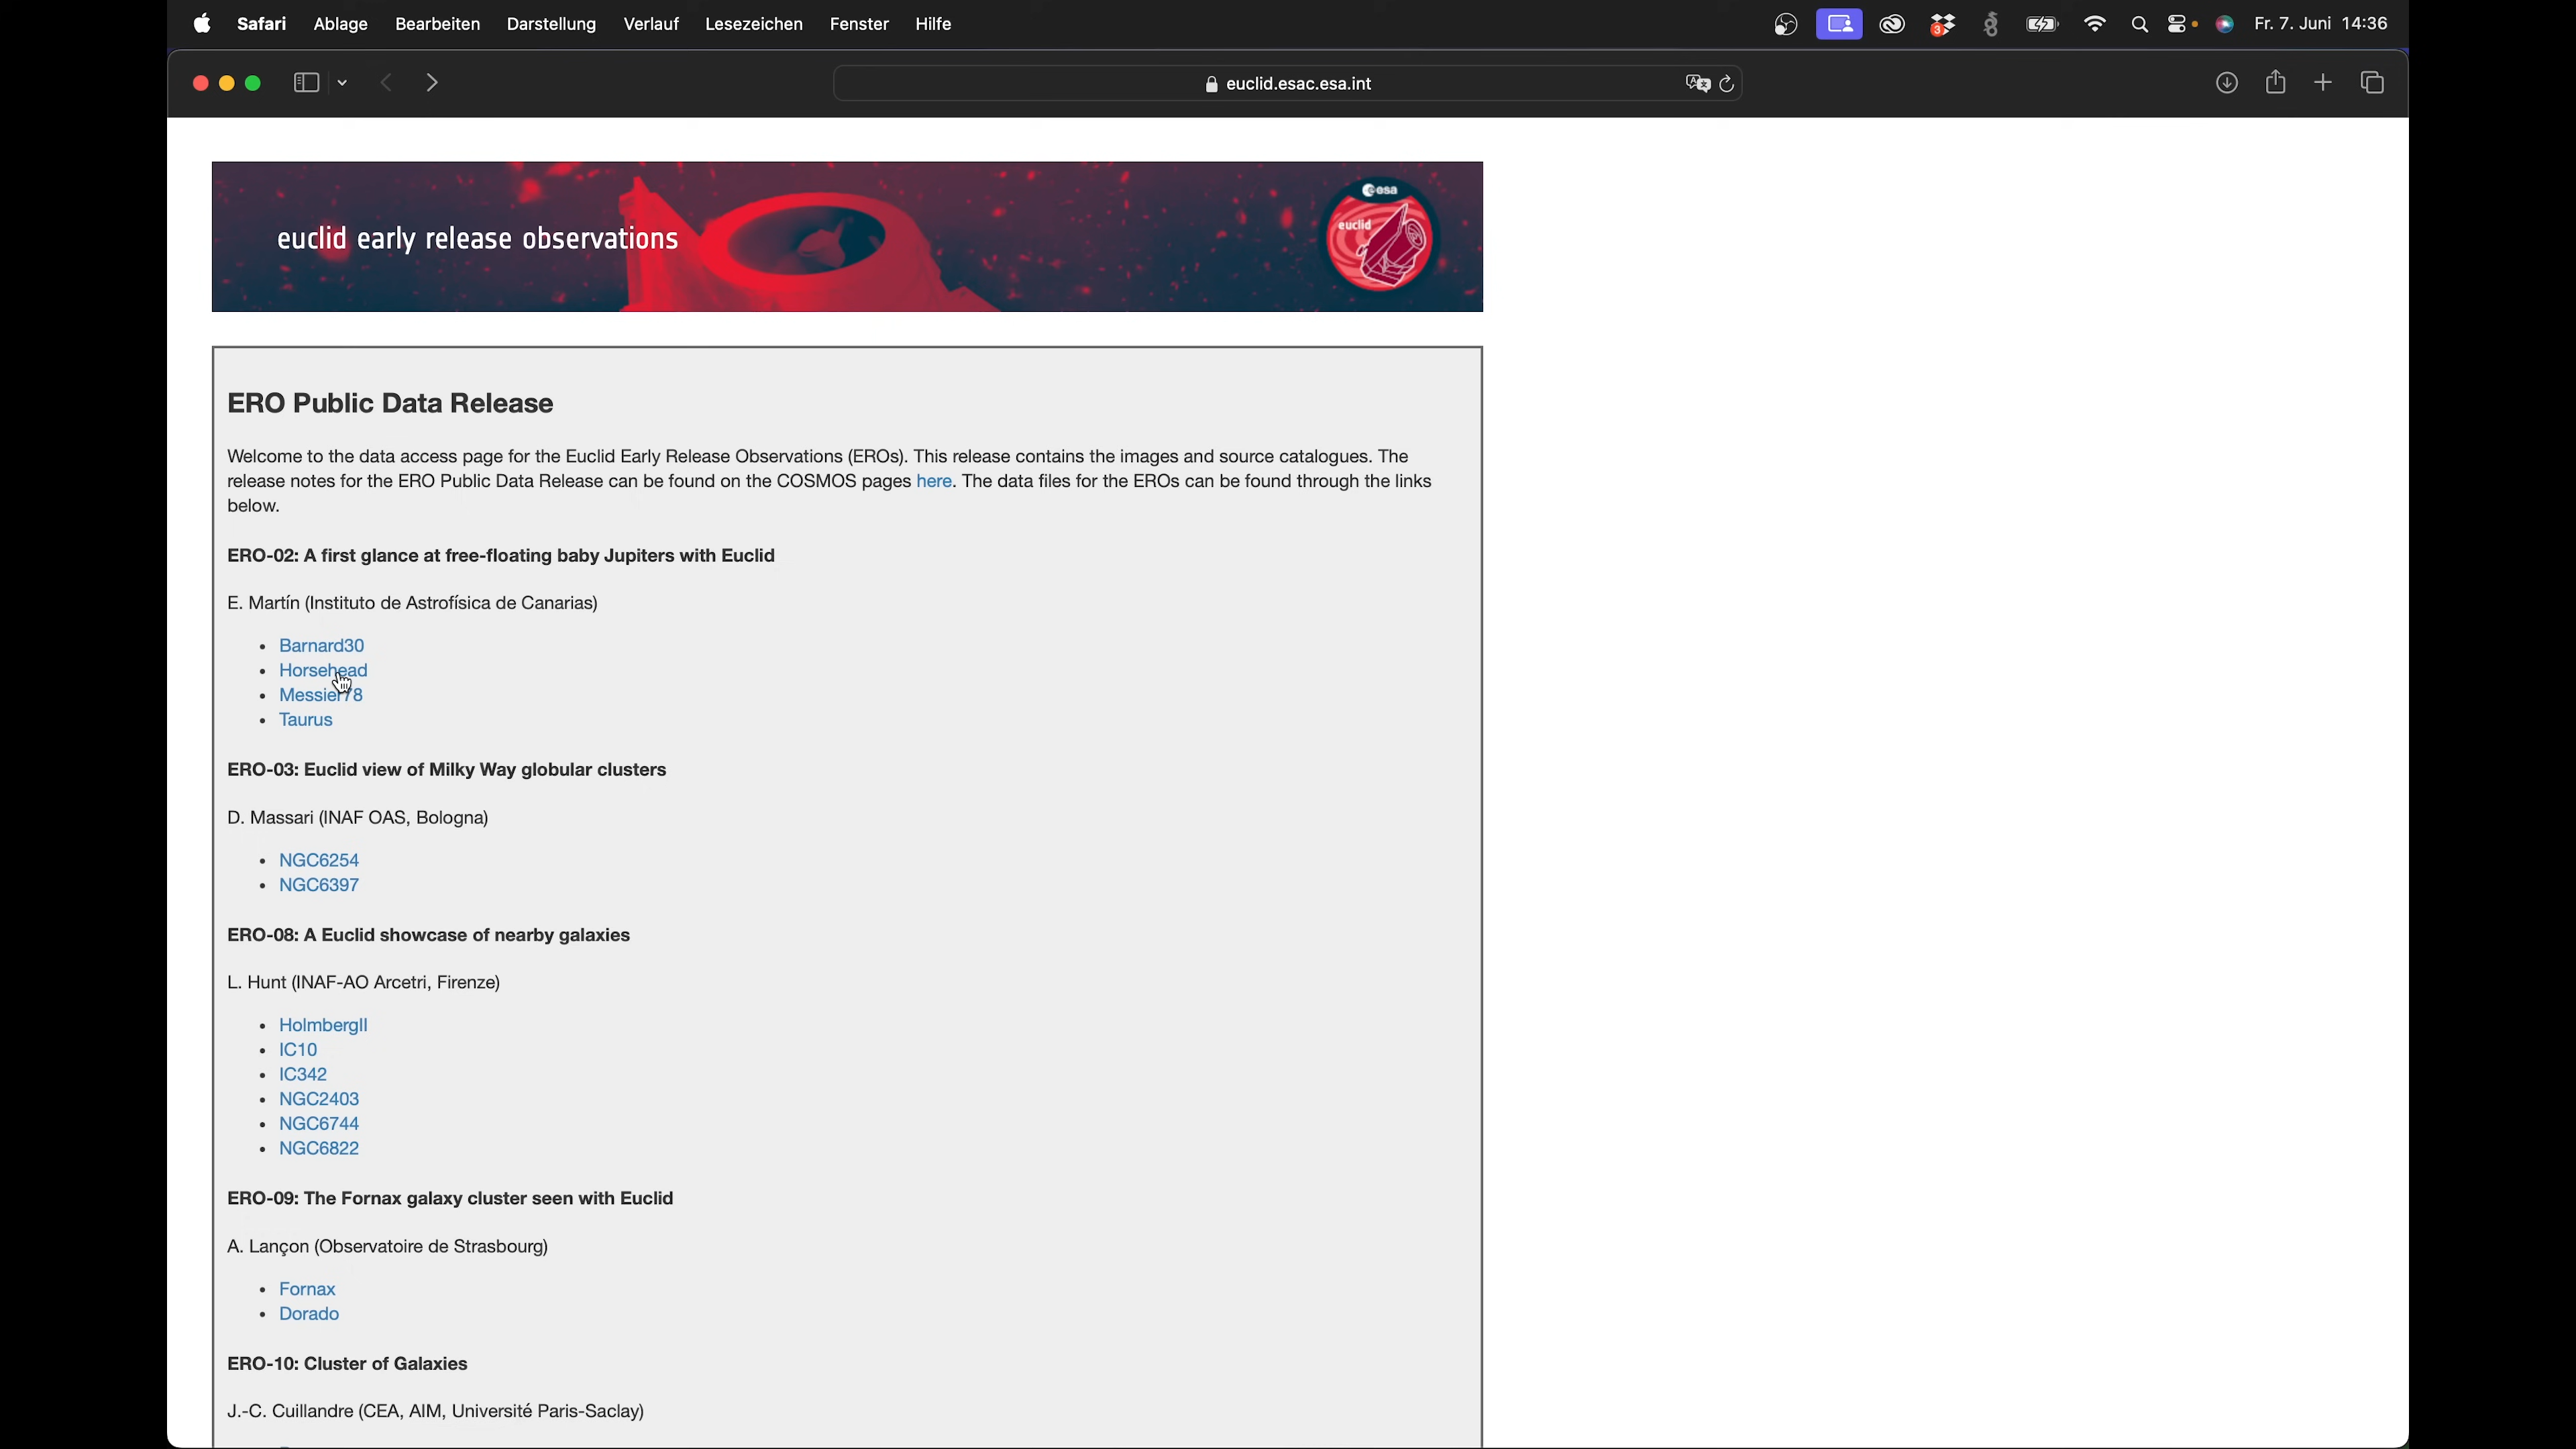 Safari Ablage Bearbeiten Darstellung Verlauf Lesezeichen Fenster Hilfe
3
Fr. 7. Juni 14:36
euclid.esac.esa.int
euclid early release observations
esa
euclid
ERO Public Data Release
Welcome to the data access page for the Euclid Early Release Observations (EROs). This release contains the images and source catalogues. The
release notes for the ERO Public Data Release can be found on the COSMOS pages here. The data files for the EROs can be found through the links
below.
ERO-02: A first glance at free-floating baby Jupiters with Euclid
E. Martín (Instituto de Astrofísica de Canarias)
• Barnard30
• Horsehead
• Messier78
• Taurus
ERO-03: Euclid view of Milky Way globular clusters
D. Massari (INAF OAS, Bologna)
• NGC6254
• NGC6397
ERO-08: A Euclid showcase of nearby galaxies
L. Hunt (INAF-AO Arcetri, Firenze)
• HolmbergII
• IC10
• IC342
• NGC2403
• NGC6744
• NGC6822
ERO-09: The Fornax galaxy cluster seen with Euclid
A. Lançon (Observatoire de Strasbourg)
• Fornax
• Dorado
ERO-10: Cluster of Galaxies
J.-C. Cuillandre (CEA, AIM, Université Paris-Saclay)